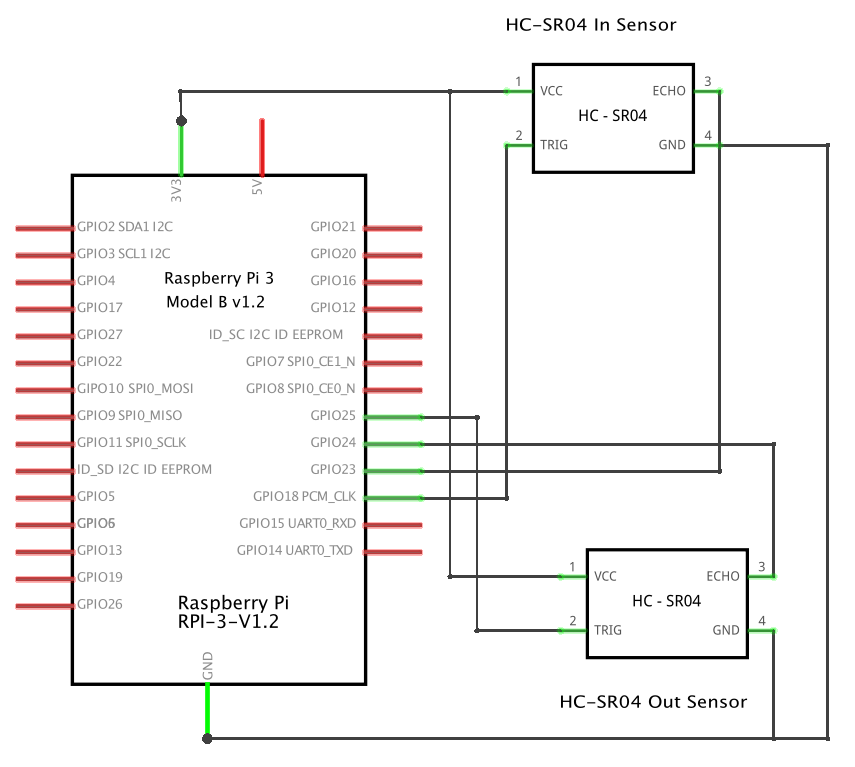 HC-SR04 In Sensor
1 VCC ECHO 3
HC - SR04
2 TRIG GND 4
3V3 5V
GPIO2 SDA1 I2C GPIO21
GPIO3 SCL1 I2C GPIO20
GPIO4 GPIO16
Raspberry Pi 3
Model B v1.2
GPIO17 GPIO12
GPIO27 ID_SC I2C ID EEPROM
GPIO22 GPIO7 SPI0_CE1_N
GIPO10 SPI0_MOSI GPIO8 SPI0_CE0_N
GPIO9 SPI0_MISO GPIO25
GPIO11 SPI0_SCLK GPIO24
ID_SD I2C ID EEPROM GPIO23
GPIO5 GPIO18 PCM_CLK
GPIO6 GPIO15 UART0_RXD
GPIO13 GPIO14 UART0_TXD
GPIO19
GPIO26
Raspberry Pi
RPI-3-V1.2
GND
1 VCC ECHO 3
HC - SR04
2 TRIG GND 4
HC-SR04 Out Sensor